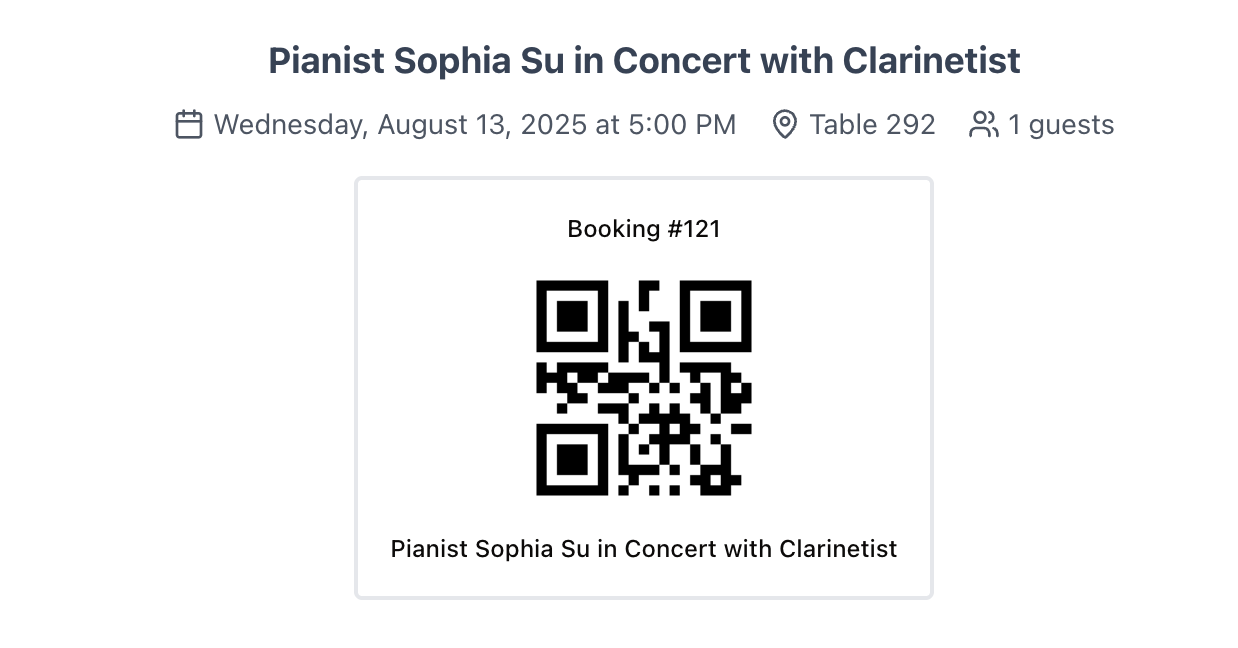 Pianist Sophia Su in Concert with Clarinetist
Wednesday, August 13, 2025 at 5:00 PM Table 292 1 guests
Booking #121
Pianist Sophia Su in Concert with Clarinetist